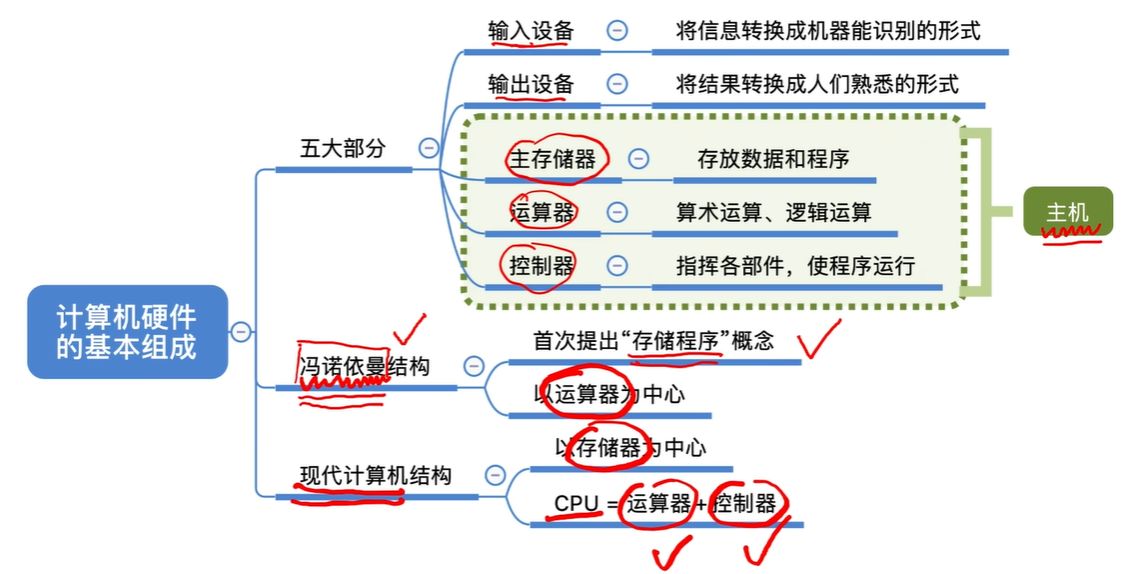 输入设备
将信息转换成机器能识别的形式
输出设备
将结果转换成人们熟悉的形式
五大部分
主存储器
存放数据和程序
运算器
算术运算、逻辑运算
主机
控制器
指挥各部件，使程序运行
计算机硬件
的基本组成
冯诺依曼结构
首次提出“存储程序”概念
以运算器为中心
现代计算机结构
以存储器为中心
CPU = 运算器+控制器